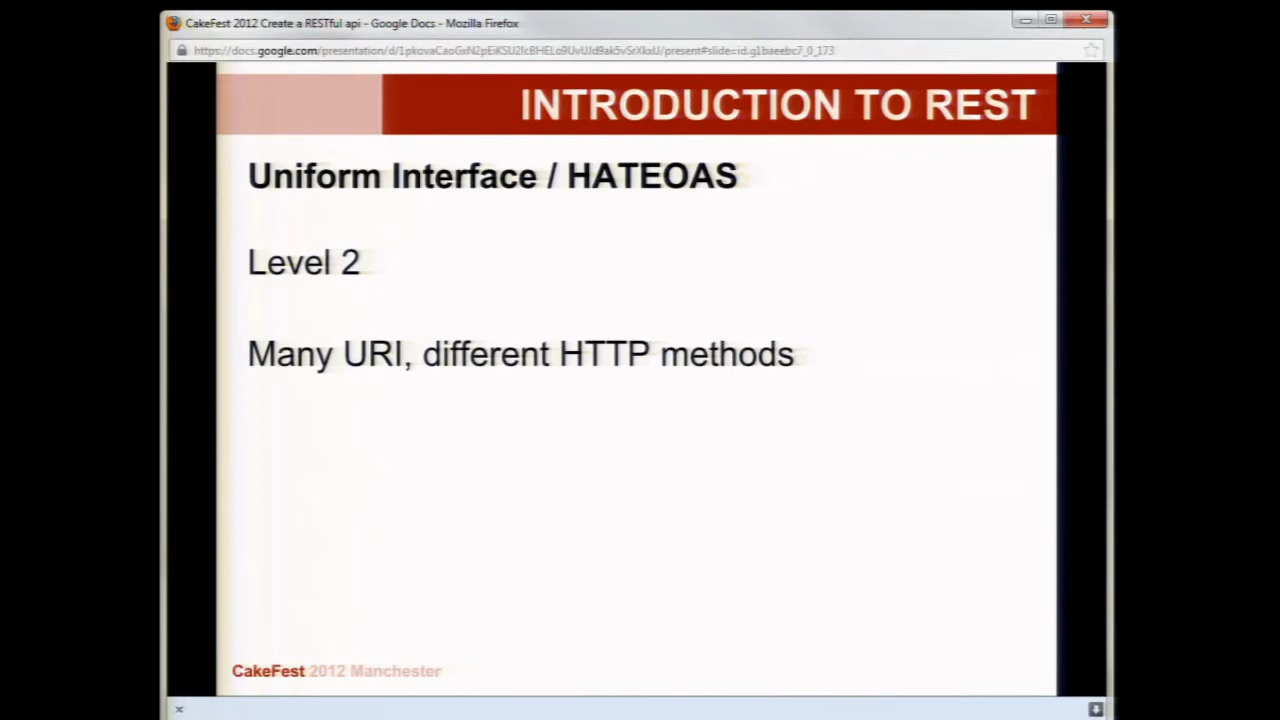 CakeFest 2012 Create a RESTful api - Google Docs - Mozilla Firefox
INTRODUCTION TO REST
Uniform Interface / HATEOAS
Level 2
Many URI, different HTTP methods
CakeFest 2012 Manchester